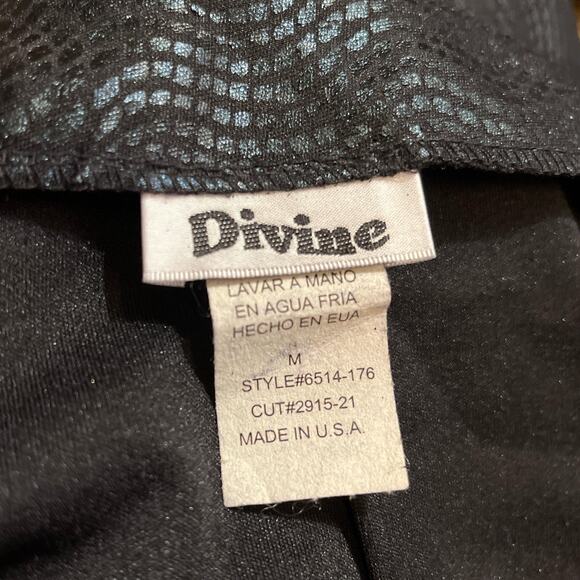 Divine
LAVAR A MANO
EN AGUA FRIA
HECHO EN EUA
M
STYLE#6514-176
CUT#2915-21
MADE IN U.S.A.